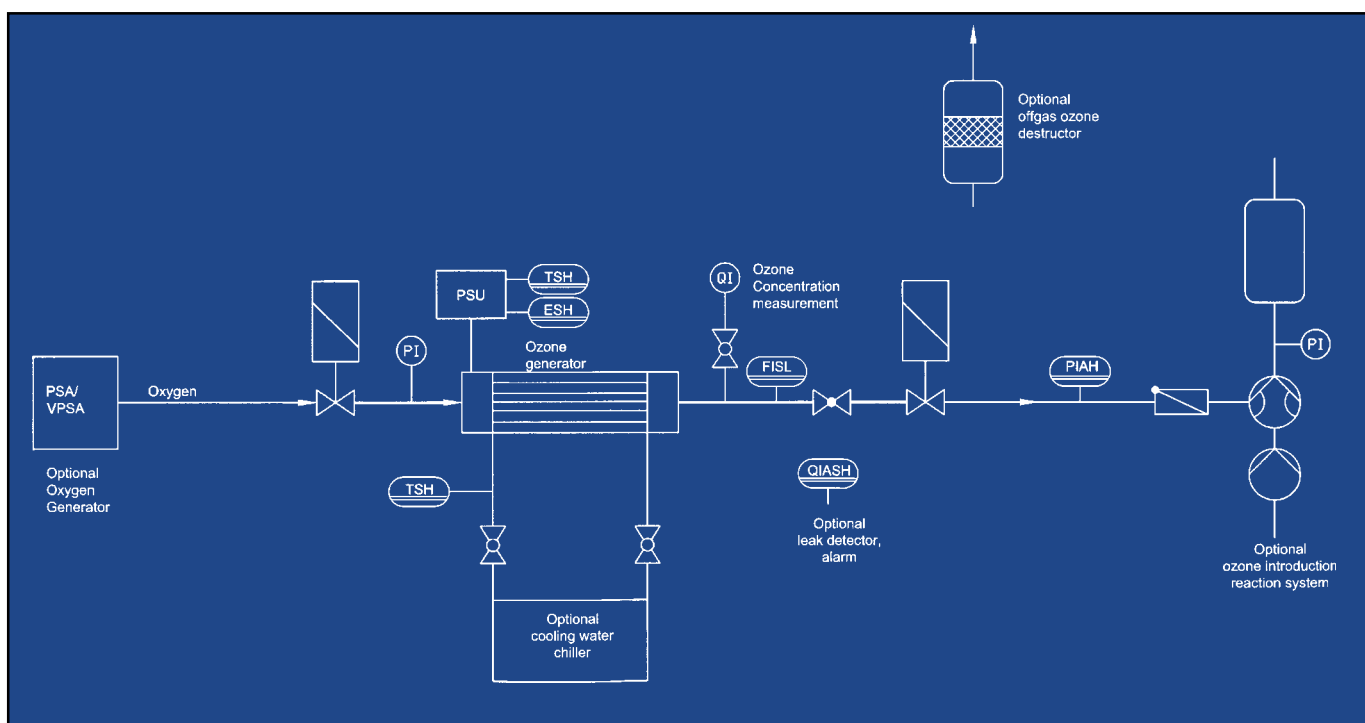 Optional
offgas ozone
destructor
TSH
PSU
ESH
QI
Ozone
Concentration
measurement
PI
Ozone
generator
FISL
PIAH
PI
PSA/
VPSA
Oxygen
Optional
Oxygen
Generator
TSH
QIASH
Optional
leak detector,
alarm
Optional
ozone introduction
reaction system
Optional
cooling water
chiller